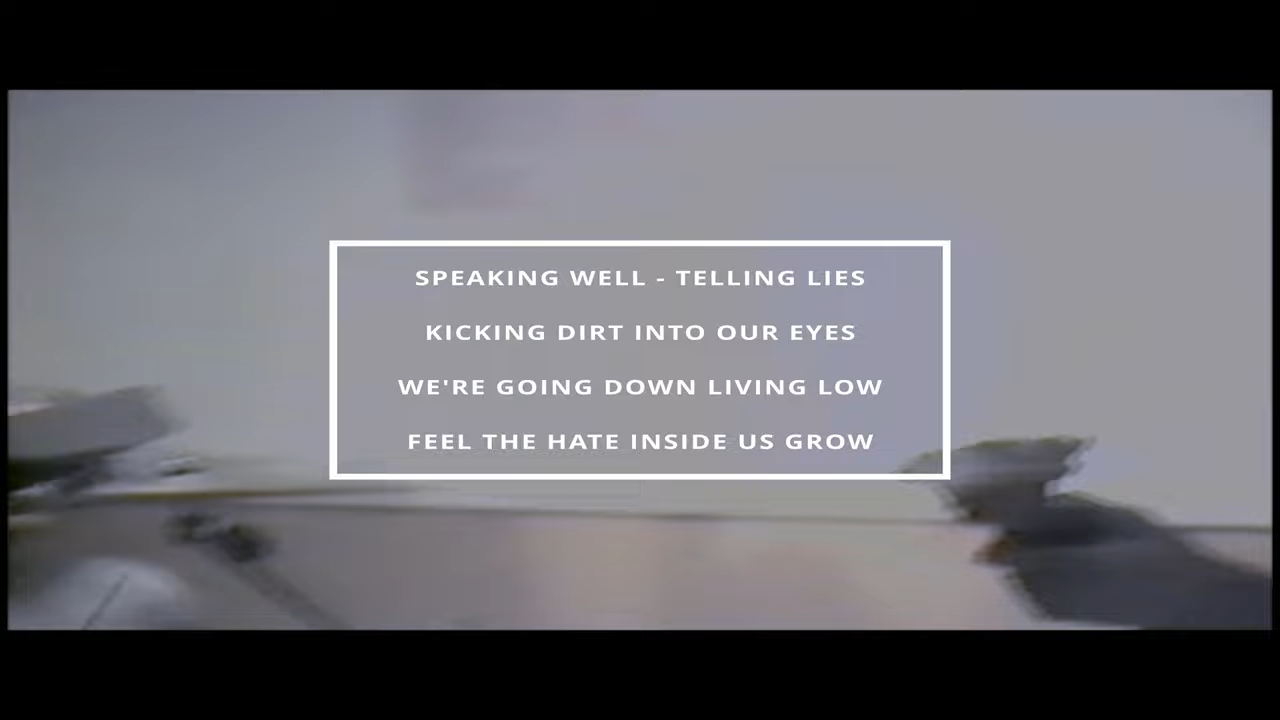 SPEAKING WELL - TELLING LIES
KICKING DIRT INTO OUR EYES
WE'RE GOING DOWN LIVING LOW
FEEL THE HATE INSIDE US GROW